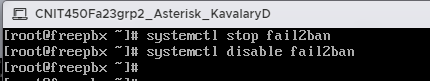 CNIT450Fa23grp2_Asterisk_KavalaryD
[root@freepbx ]# systemctl stop fail2ban
[root@freepbx ]# systemctl disable fail2ban
[root@freepbx ]#
[root@freepbx ]#